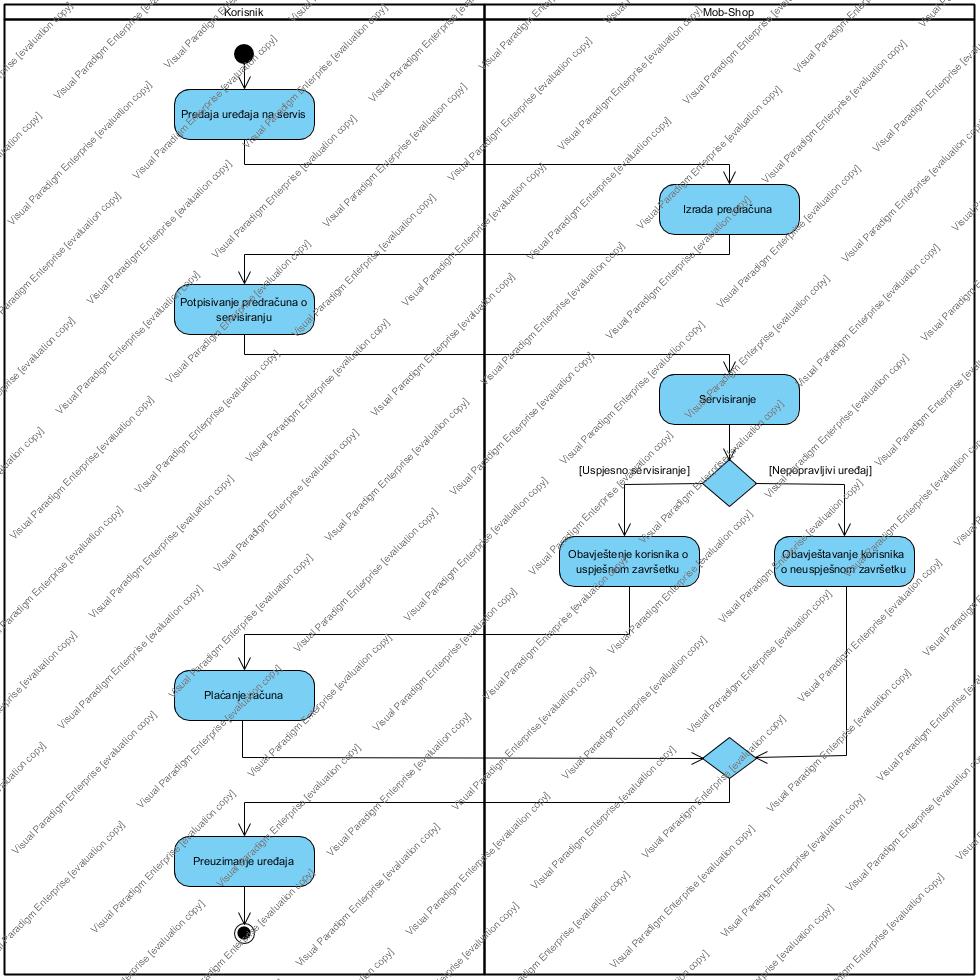 Korisnik
Mob-Shop
Predaja uređaja na servis
Izrada predračuna
Potpisivanje predračuna o
servisiranju
Servisiranje
[Uspjesno servisiranje]
[Nepopravljivi uređaj]
Obavještenje korisnika o
uspješnom završetku
Obavještavanje korisnika
o neuspješnom završetku
Plaćanje računa
Preuzimanje uređaja
Visual Paradigm Enterprise [evaluation copy]